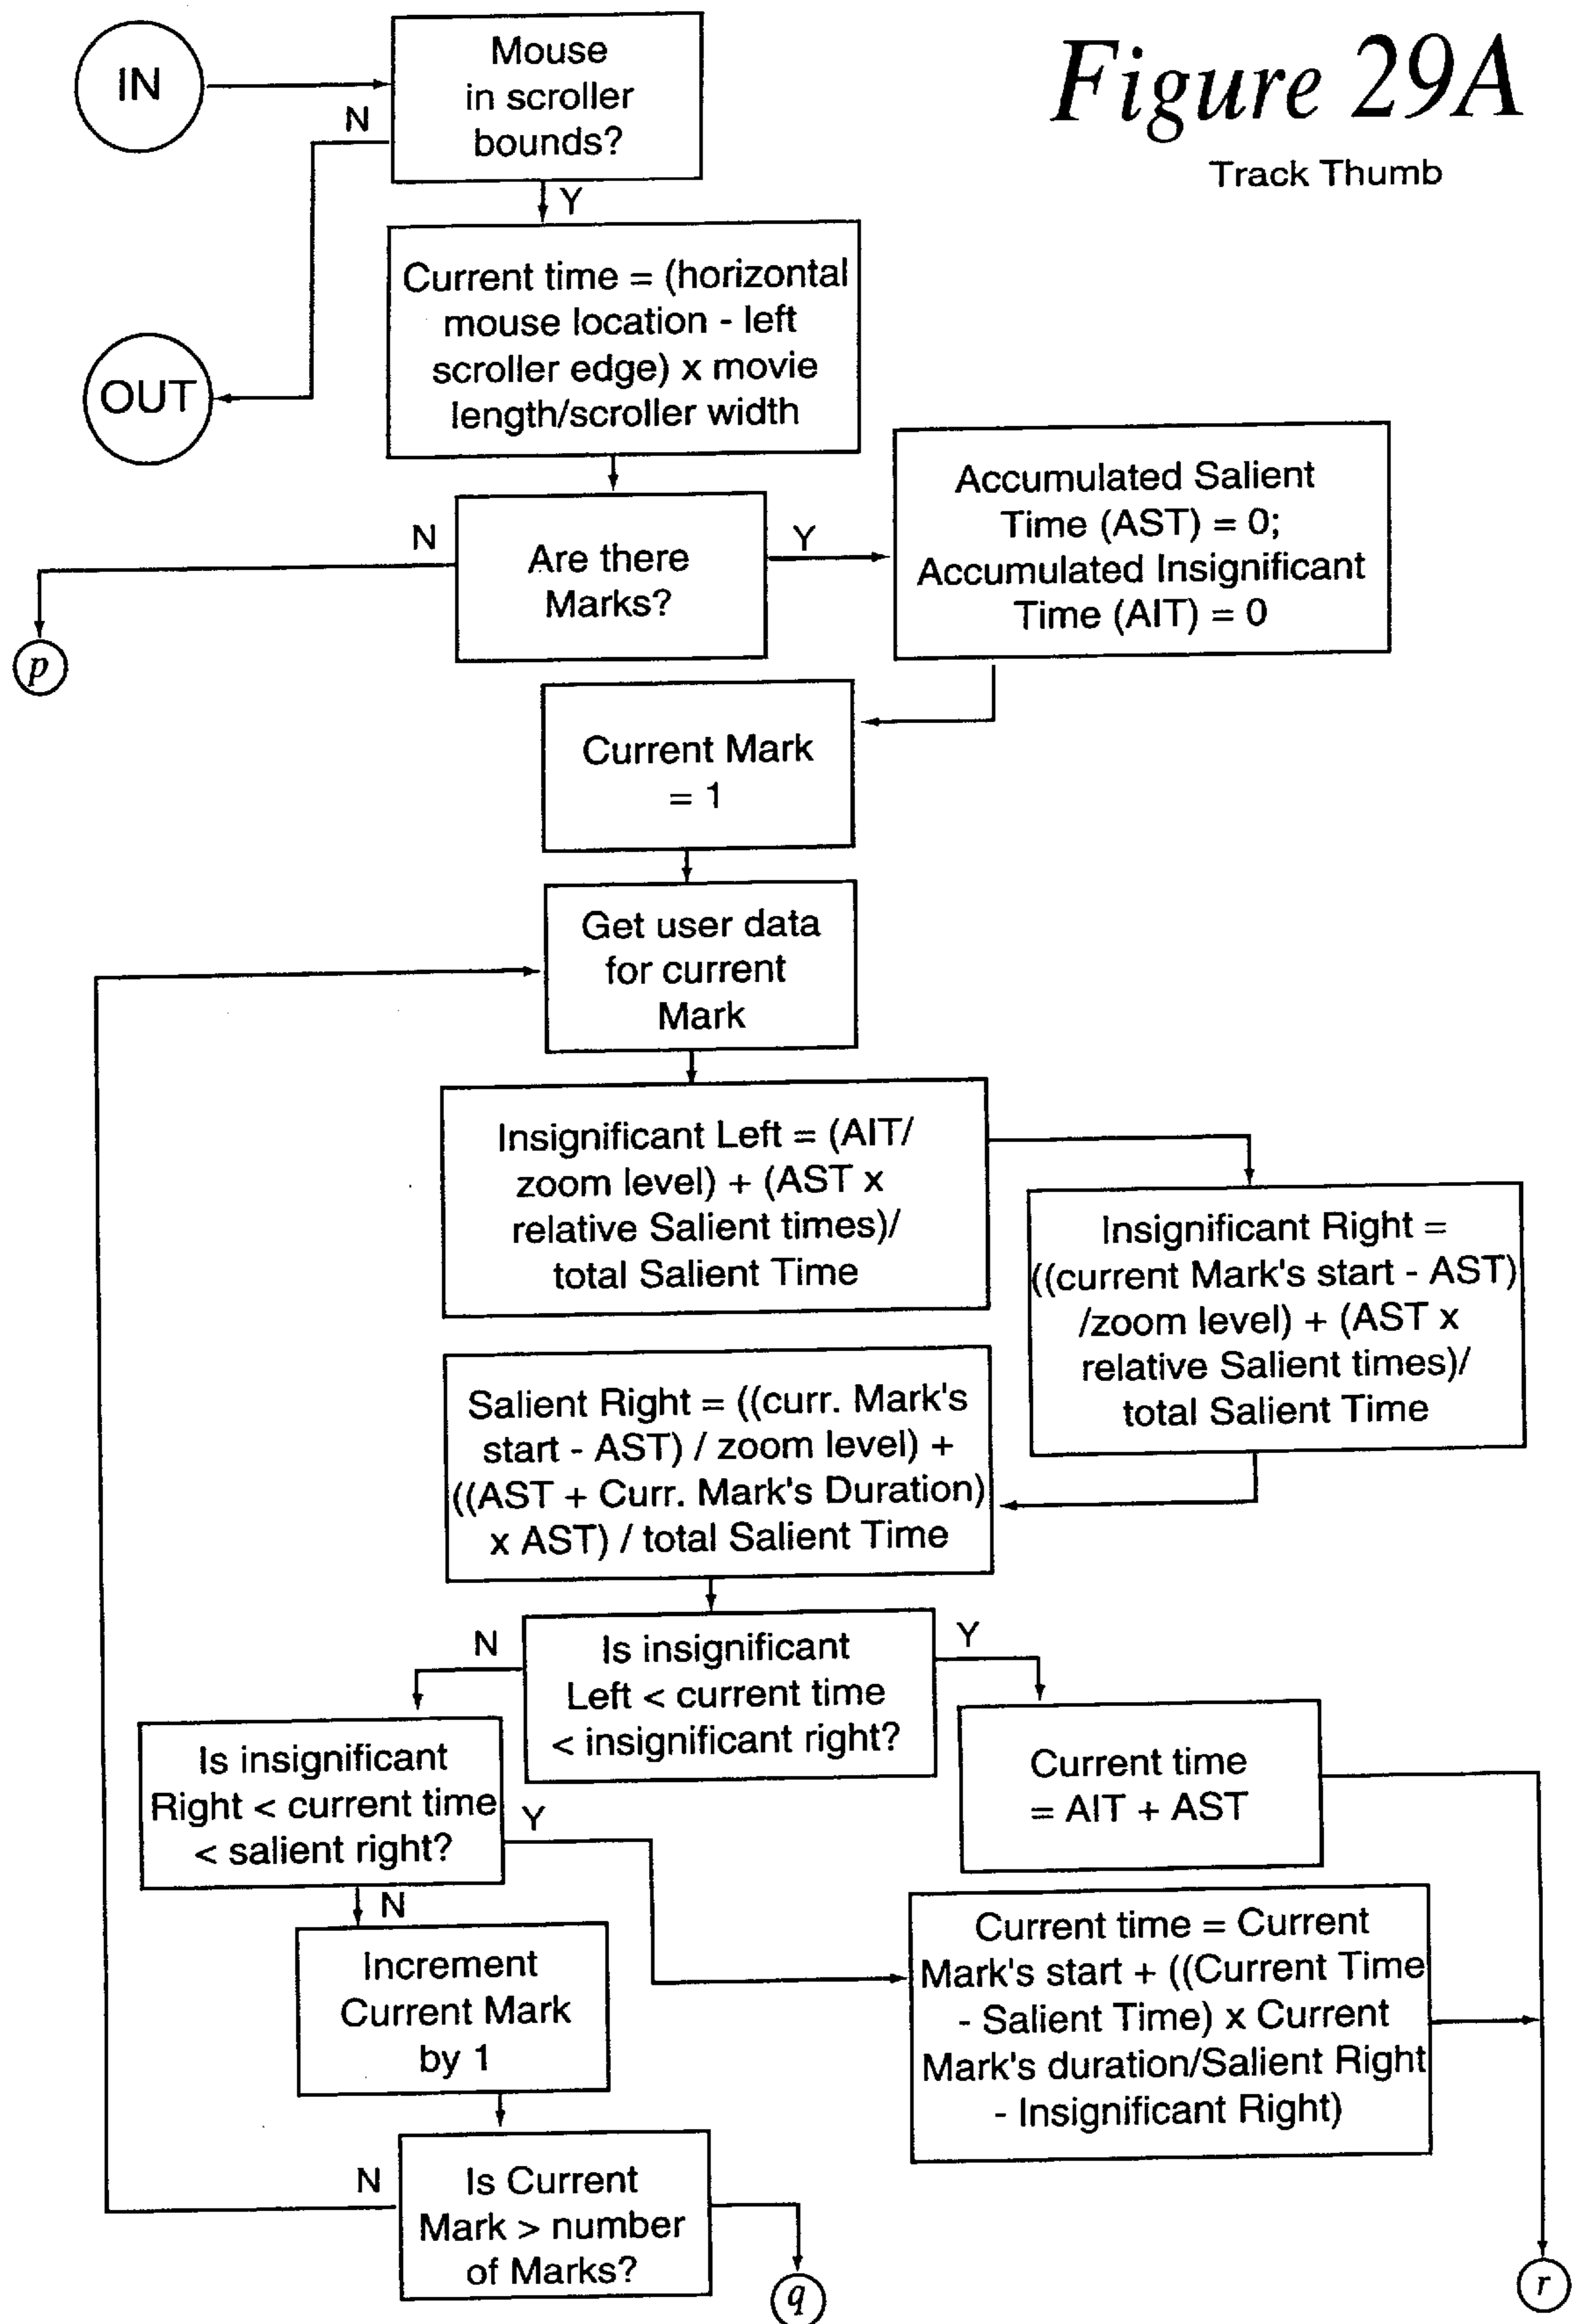 Figure 29A
Track Thumb
IN
Mouse
in scroller
bounds?
N
Y
OUT
Current time = (horizontal
mouse location - left
scroller edge) x movie
length/scroller width
Are there
Marks?
N
Y
p
Accumulated Salient
Time (AST) = 0;
Accumulated Insignificant
Time (AIT) = 0
Current Mark
= 1
Get user data
for current
Mark
Insignificant Left = (AIT/
zoom level) + (AST x
relative Salient times)/
total Salient Time
Insignificant Right =
((current Mark's start - AST)
/zoom level) + (AST x
relative Salient times)/
total Salient Time
Salient Right = ((curr. Mark's
start - AST) / zoom level) +
((AST + Curr. Mark's Duration)
x AST) / total Salient Time
Is insignificant
Left < current time
< insignificant right?
N
Y
Is insignificant
Right < current time
< salient right?
Y
N
Current time
= AIT + AST
Increment
Current Mark
by 1
Current time = Current
Mark's start + ((Current Time
- Salient Time) x Current
Mark's duration/Salient Right
- Insignificant Right)
Is Current
Mark > number
of Marks?
N
q
r